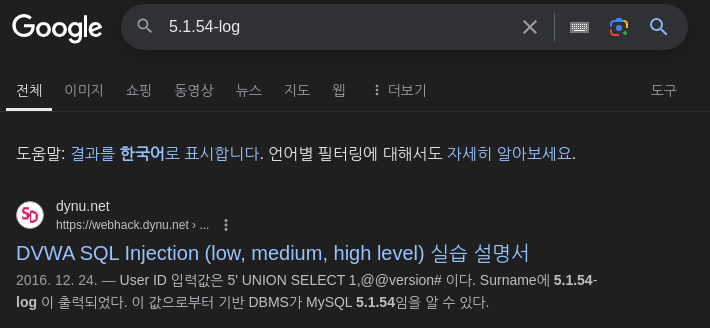 Google 5.1.54-log
전체 이미지 쇼핑 동영상 뉴스 지도 웹 더보기 도구
도움말: 결과를 한국어로 표시합니다. 언어별 필터링에 대해서도 자세히 알아보세요.
SD
dynu.net
https://webhack.dynu.net › ...
DVWA SQL Injection (low, medium, high level) 실습 설명서
2016. 12. 24. — User ID 입력값은 5' UNION SELECT 1,@@version# 이다. Surname에 5.1.54-
log 이 출력되었다. 이 값으로부터 기반 DBMS가 MySQL 5.1.54임을 알 수 있다.